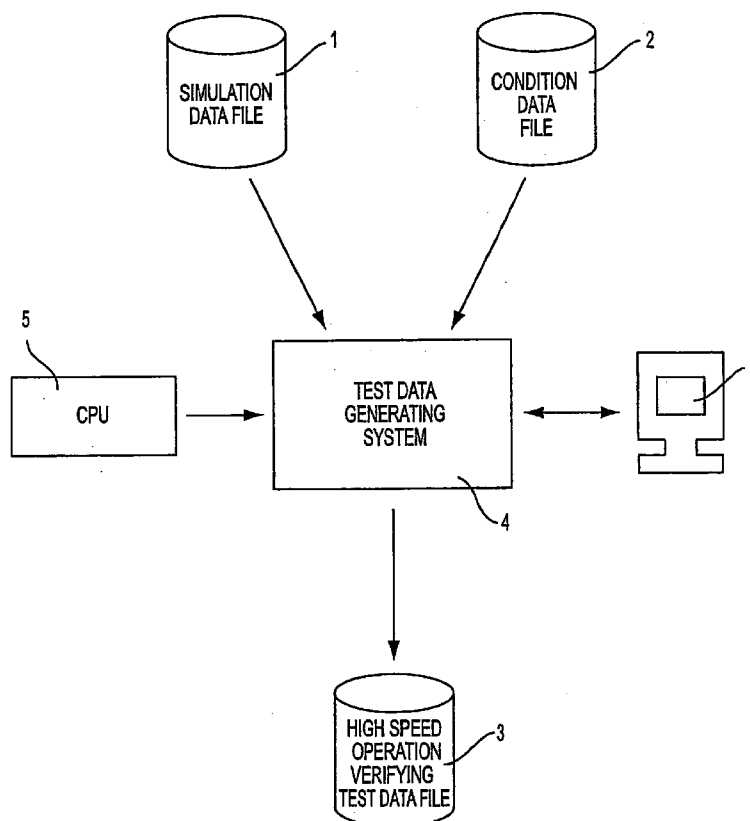 1
SIMULATION
DATA FILE
2
CONDITION
DATA
FILE
5
CPU
TEST DATA
GENERATING
SYSTEM
4
HIGH SPEED
OPERATION
VERIFYING
TEST DATA FILE
3